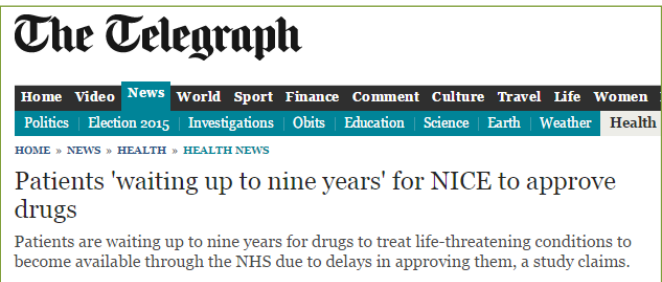 The Telegraph
Home Video News World Sport Finance Comment Culture Travel Life Women
Politics Election 2015 Investigations Obits Education Science Earth Weather Health
HOME » NEWS » HEALTH » HEALTH NEWS
Patients 'waiting up to nine years' for NICE to approve
drugs
Patients are waiting up to nine years for drugs to treat life-threatening conditions to
become available through the NHS due to delays in approving them, a study claims.